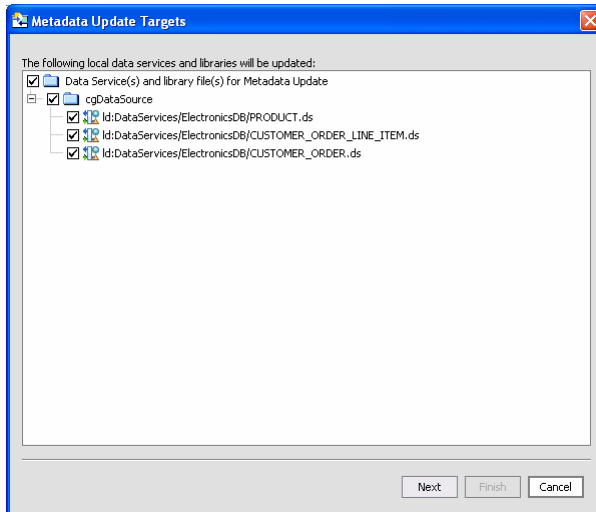 Metadata Update Targets
The following local data services and libraries will be updated:
Data Service(s) and library file(s) for Metadata Update
cgDataSource
ld:DataServices/ElectronicsDB/PRODUCT.ds
ld:DataServices/ElectronicsDB/CUSTOMER_ORDER_LINE_ITEM.ds
ld:DataServices/ElectronicsDB/CUSTOMER_ORDER.ds
Next Finish Cancel